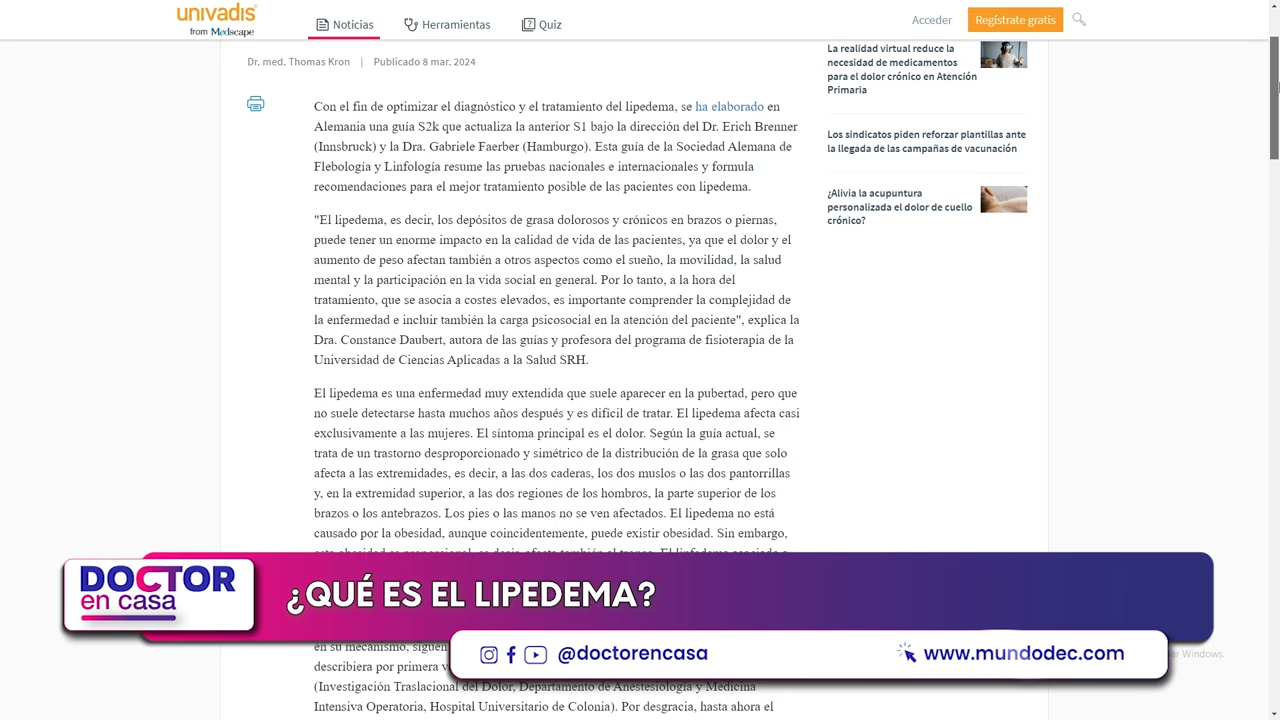 univadis
from Medscape
Noticias
Herramientas
Quiz
Acceder
Regístrate gratis
Dr. med. Thomas Kron | Publicado 8 mar. 2024
Con el fin de optimizar el diagnóstico y el tratamiento del lipedema, se ha elaborado en
Alemania una guía S2k que actualiza la anterior S1 bajo la dirección del Dr. Erich Brenner
(Innsbruck) y la Dra. Gabriele Faerber (Hamburgo). Esta guía de la Sociedad Alemana de
Flebología y Linfología resume las pruebas nacionales e internacionales y formula
recomendaciones para el mejor tratamiento posible de las pacientes con lipedema.
"El lipedema, es decir, los depósitos de grasa dolorosos y crónicos en brazos o piernas,
puede tener un enorme impacto en la calidad de vida de las pacientes, ya que el dolor y el
aumento de peso afectan también a otros aspectos como el sueño, la movilidad, la salud
mental y la participación en la vida social en general. Por lo tanto, a la hora del
tratamiento, que se asocia a costes elevados, es importante comprender la complejidad de
la enfermedad e incluir también la carga psicosocial en la atención del paciente", explica la
Dra. Constance Daubert, autora de las guías y profesora del programa de fisioterapia de la
Universidad de Ciencias Aplicadas a la Salud SRH.
El lipedema es una enfermedad muy extendida que suele aparecer en la pubertad, pero que
no suele detectarse hasta muchos años después y es difícil de tratar. El lipedema afecta casi
exclusivamente a las mujeres. El síntoma principal es el dolor. Según la guía actual, se
trata de un trastorno desproporcionado y simétrico de la distribución de la grasa que solo
afecta a las extremidades, es decir, a las dos caderas, los dos muslos o las dos pantorrillas
y, en la extremidad superior, a las dos regiones de los hombros, la parte superior de los
brazos o los antebrazos. Los pies o las manos no se ven afectados. El lipedema no está
causado por la obesidad, aunque coincidentemente, puede existir obesidad. Sin embargo,
en su mecanismo, siguen
describiera por primera v
(Investigación Traslacional del Dolor, Departamento de Anestesiología y Medicina
Intensiva Operatoria, Hospital Universitario de Colonia). Por desgracia, hasta ahora el
La realidad virtual reduce la
necesidad de medicamentos
para el dolor crónico en Atención
Primaria
Los sindicatos piden reforzar plantillas ante
la llegada de las campañas de vacunación
¿Alivia la acupuntura
personalizada el dolor de cuello
crónico?
DOCTOR
en casa
¿QUÉ ES EL LIPEDEMA?
@doctorencasa
www.mundodec.com
Windows.